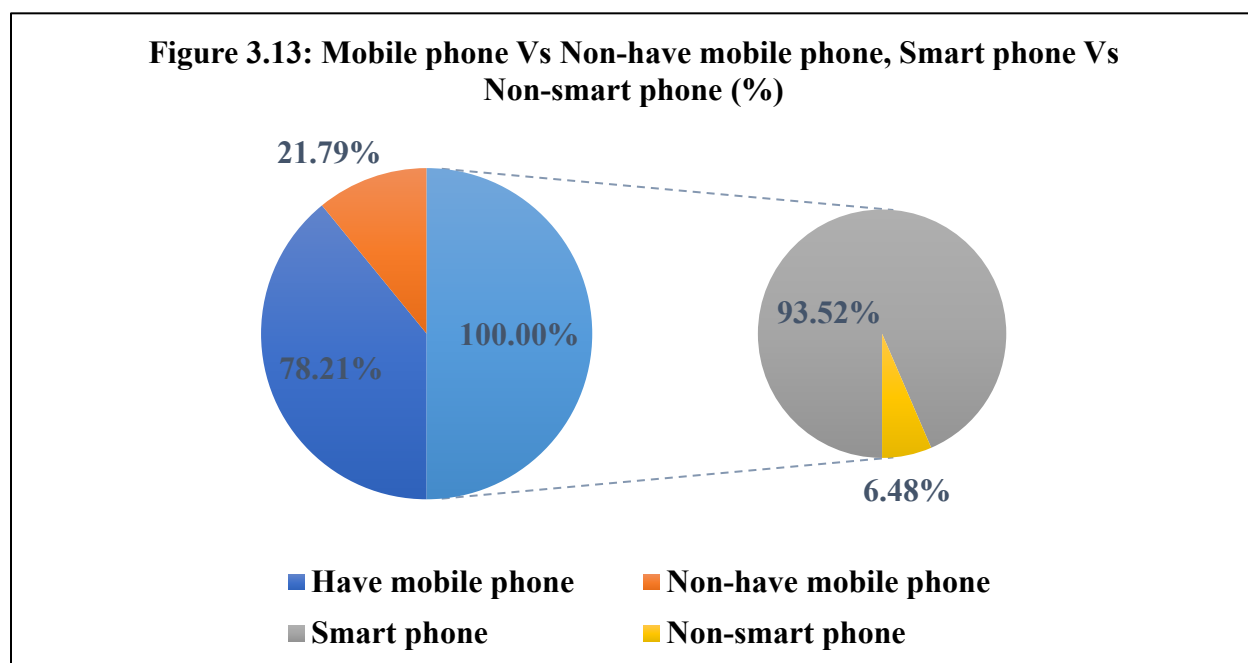 Figure 3.13: Mobile phone Vs Non-have mobile phone, Smart phone Vs
Non-smart phone (%)
21.79%
93.52%
100.00%
78.21%
6.48%
Have mobile phone
Non-have mobile phone
Smart phone
Non-smart phone